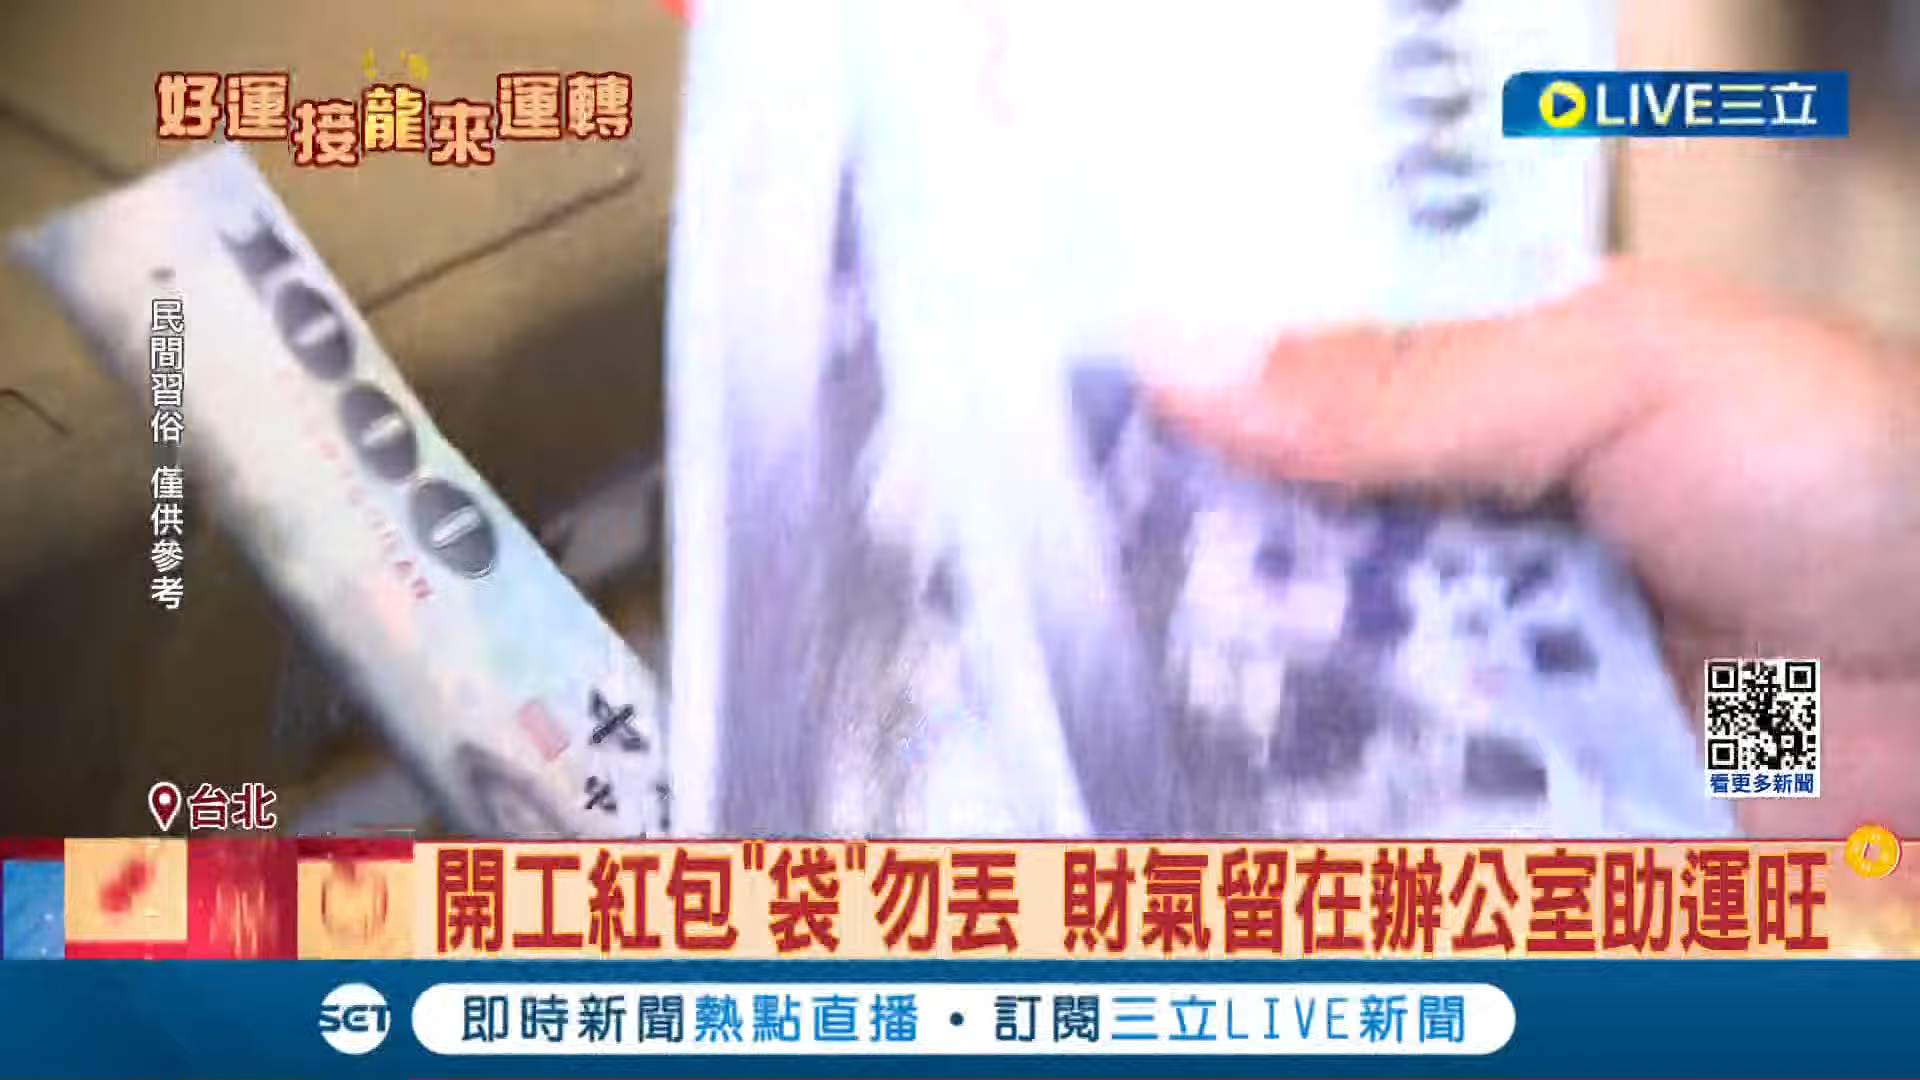 好運接龍來運轉
LIVE三立
民間習俗 僅供參考
台北
看更多新聞
開工紅包"袋"勿丟 財氣留在辦公室助運旺
SET
即時新聞熱點直播・訂閱三立LIVE新聞